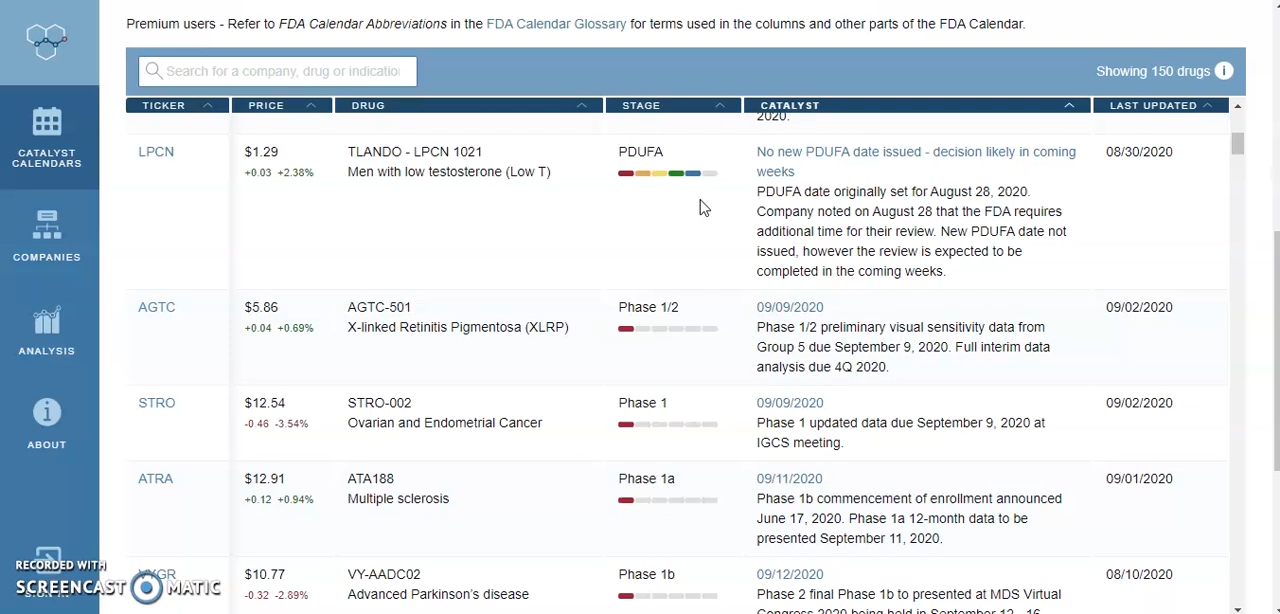 Premium users - Refer to FDA Calendar Abbreviations in the FDA Calendar Glossary for terms used in the columns and other parts of the FDA Calendar.
Search for a company, drug or indicatio
Showing 150 drugs i
TICKER PRICE DRUG STAGE CATALYST LAST UPDATED
2020.
LPCN $1.29 TLANDO - LPCN 1021 PDUFA No new PDUFA date issued - decision likely in coming 08/30/2020
+0.03 +2.38% Men with low testosterone (Low T) weeks
PDUFA date originally set for August 28, 2020.
Company noted on August 28 that the FDA requires
additional time for their review. New PDUFA date not
issued, however the review is expected to be
completed in the coming weeks.
AGTC $5.86 AGTC-501 Phase 1/2 09/09/2020 09/02/2020
+0.04 +0.69% X-linked Retinitis Pigmentosa (XLRP) Phase 1/2 preliminary visual sensitivity data from
Group 5 due September 9, 2020. Full interim data
analysis due 4Q 2020.
STRO $12.54 STRO-002 Phase 1 09/09/2020 09/02/2020
-0.46 -3.54% Ovarian and Endometrial Cancer Phase 1 updated data due September 9, 2020 at
IGCS meeting.
ATRA $12.91 ATA188 Phase 1a 09/11/2020 09/01/2020
+0.12 +0.94% Multiple sclerosis Phase 1b commencement of enrollment announced
June 17, 2020. Phase 1a 12-month data to be
presented September 11, 2020.
VYGR $10.77 VY-AADC02 Phase 1b 09/12/2020 08/10/2020
-0.32 -2.89% Advanced Parkinson's disease Phase 2 final Phase 1b to presented at MDS Virtual
Congress 2020 being held in September 12 - 16
CATALYST
CALENDARS
COMPANIES
ANALYSIS
ABOUT
RECORDED WITH
SCREENCAST MATIC